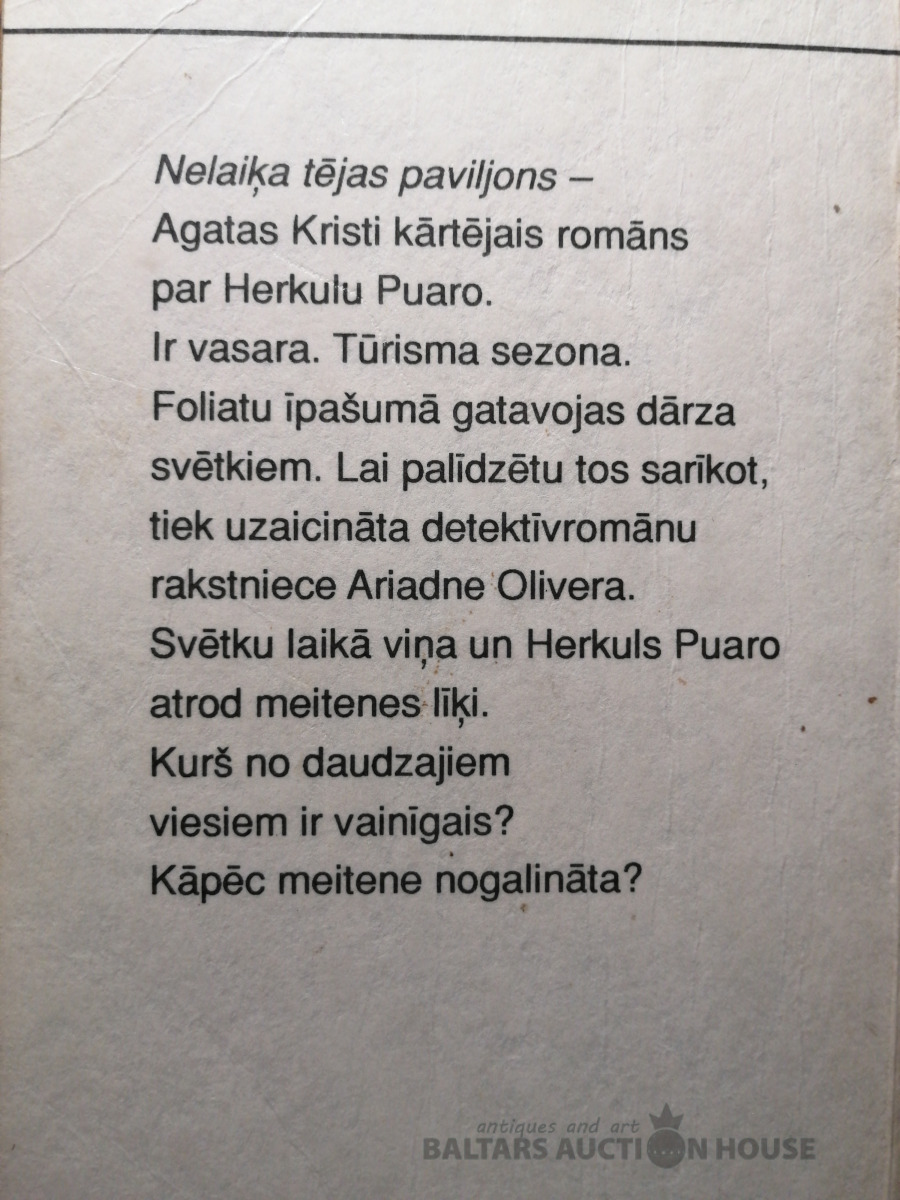 Nelaiķa tējas paviljons –
Agatas Kristi kārtējais romāns
par Herkulu Puaro.
Ir vasara. Tūrisma sezona.
Foliatu īpašumā gatavojas dārza
svētkiem. Lai palīdzētu tos sarīkot,
tiek uzaicināta detektīvromānu
rakstniece Ariadne Olivera.
Svētku laikā viņa un Herkuls Puaro
atrod meitenes līķi.
Kurš no daudzajiem
viesiem ir vainīgais?
Kāpēc meitene nogalināta?
antiques and art
BALTARS AUCTION HOUSE